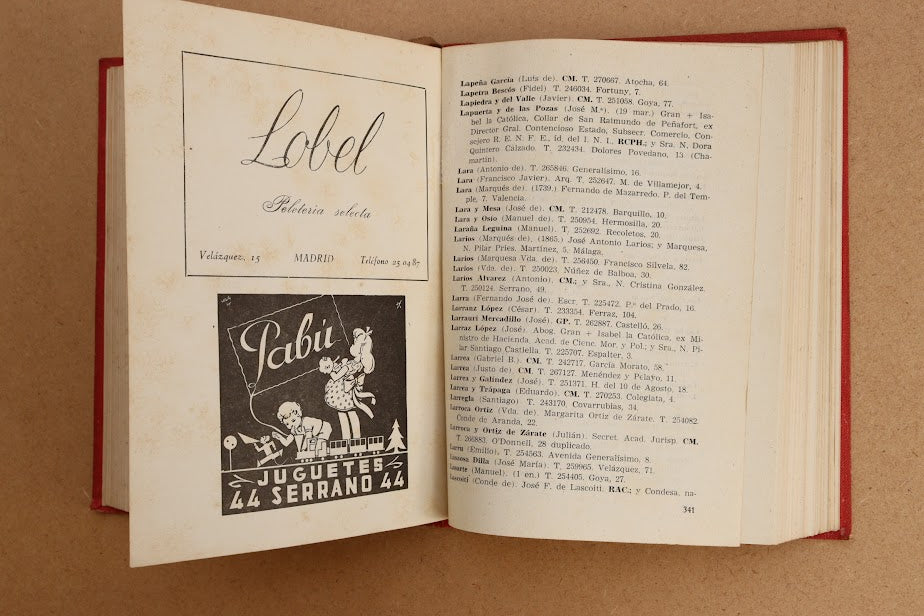 Lobel
Peletería selecta
Velázquez, 15 MADRID Teléfono 25 04 87
Pabú
JUGUETES
44 SERRANO 44
Lapeña García (Luis de). CM. T. 270667. Atocha, 64.
Lapetra Bescós (Fidel) T. 246034. Fortuny, 7.
Lapiedra y del Valle (Javier). CM. T. 251058. Goya, 77.
Lapuerta y de las Pozas (José M.ª). (19 mar.) Gran + Isa-
bel la Católica, Collar de San Raimundo de Peñafort, ex
Director Gral. Contencioso Estado, Subsecr. Comercio, Con-
sejero R. E. N. F. E., íd. del I. N. I., RCPH.; y Sra. N. Dora
Quintero Calzado. T. 232434. Dolores Povedano, 13 (Cha-
martín).
Lara (Antonio de). T. 265846. Generalísimo, 16.
Lara (Francisco Javier). Arq. T. 252647. M. de Villamejor, 4.
Lara (Marqués de). (1739.) Fernando de Mazarredo. P. del Tem-
ple, 7. Valencia.
Lara y Mesa (José de). CM. T. 212478. Barquillo, 10.
Lara y Osío (Manuel de). T. 250954. Hermosilla, 20.
Laraña Leguina (Manuel). T. 252692. Recoletos, 20.
Larios (Marqués de). (1865.) José Antonio Larios; y Marquesa,
N. Pilar Pries. Martínez, 5. Málaga.
Larios (Marquesa Vda. de). T. 256450. Francisco Silvela, 82.
Larios (Vda. de). T. 250023. Núñez de Balboa, 30.
Larios Alvarez (Antonio). CM.; y Sra., N. Cristina González.
T. 250124. Serrano, 49.
Larra (Fernando José de). Escr. T. 225472. P.º del Prado, 16.
Larranz López (César). T. 233354. Ferraz, 104.
Larrauri Mercadillo (José). GP. T. 262887. Castelló, 26.
Larraz López (José). Abog. Gran + Isabel la Católica, ex Mi-
nistro de Hacienda. Acad. de Cienc. Mor. y Pol.; y Sra., N. Pi-
lar Santiago Castiella. T. 225707. Espalter, 3.
Larrea (Gabriel B.). CM. T. 242717. García Morato, 58.
Larrea (Justo de). CM. T. 267127. Menéndez y Pelayo, 11.
Larrea y Galíndez (José). T. 251371. H. del 10 de Agosto, 18.
Larrea y Trápaga (Eduardo). CM. T. 270253. Colegiata, 4.
Larregla (Santiago). T. 243170. Covarrubias, 34.
Larroca Ortiz (Vda. de). Margarita Ortiz de Zárate. T. 254082
Conde de Aranda, 22.
Larroca y Ortiz de Zárate (Julián). Secret. Acad. Jurisp. CM.
T. 266883. O'Donnell, 28 duplicado.
Larru (Emilio). T. 254563. Avenida Generalísimo, 8.
Lasosa Dilla (José María). T. 259965. Velázquez, 71.
Lasarte (Manuel). (1 en.) T. 254405. Goya, 27.
Lascoiti (Conde de). José F. de Lascoiti. RAC.; y Condesa, na-
341